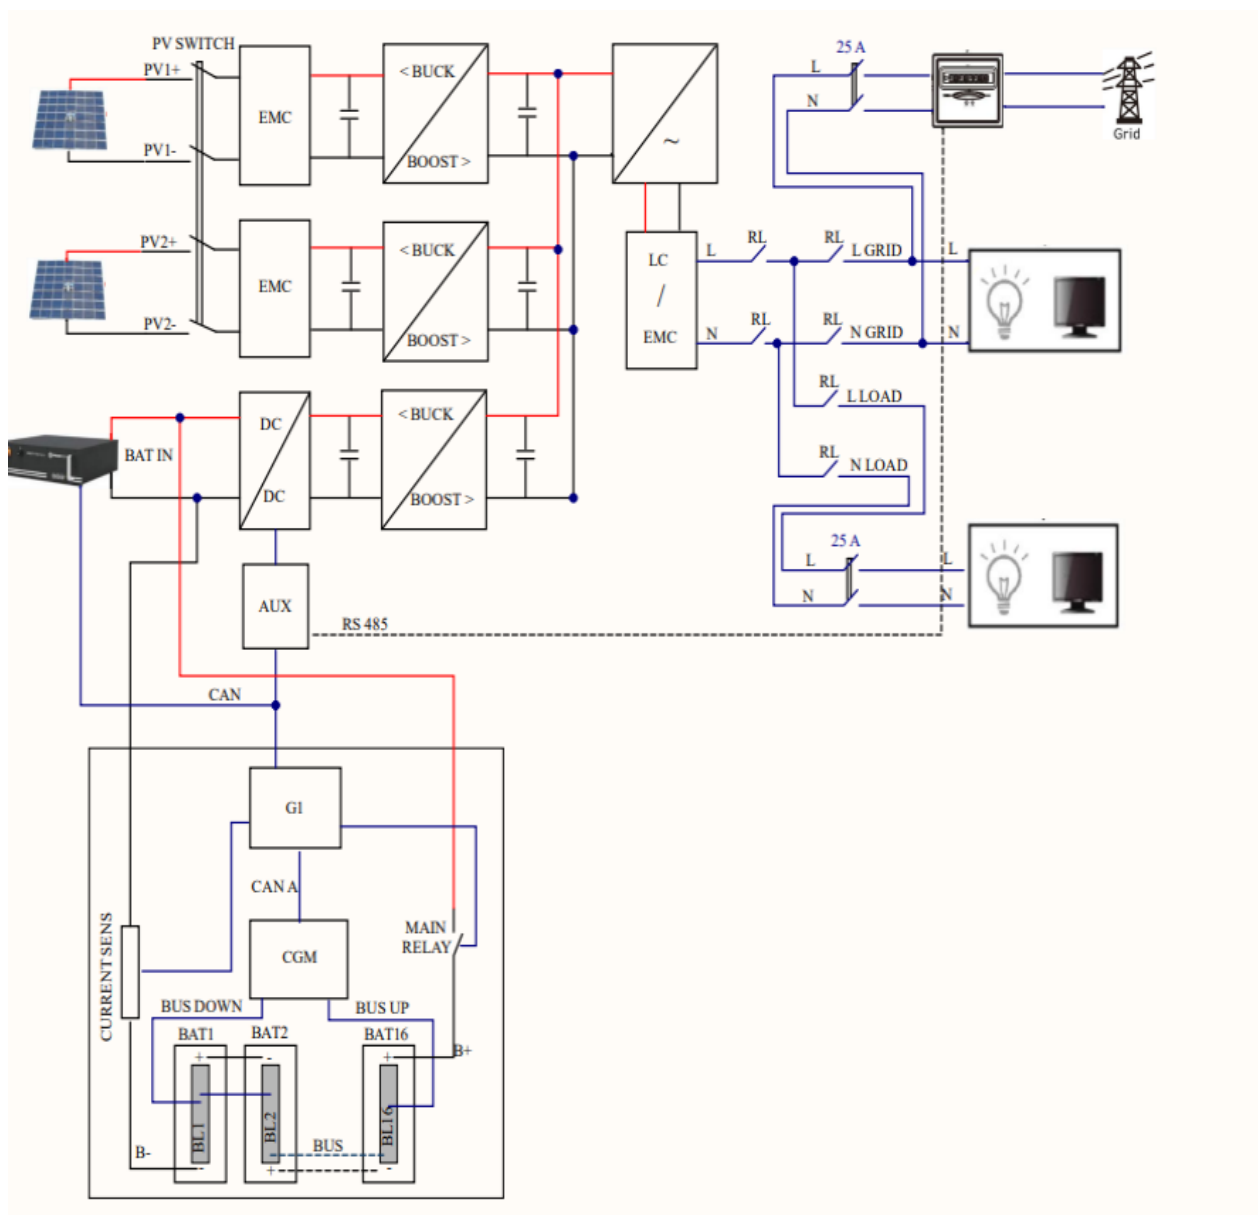 PV SWITCH
25 A
PV1+
L
< BUCK
EMC
N
~
Grid
PV1-
BOOST >
PV2+
RL
RL
L
L GRID
L
< BUCK
LC
/
EMC
PV2-
BOOST >
EMC
N
RL
RL
N GRID
N
RL
L LOAD
DC
< BUCK
BAT IN
RL
N LOAD
DC
BOOST >
25 A
L
L
N
N
AUX
RS 485
CAN
G1
CAN A
MAIN
RELAY
CURRENT SENS
CGM
BUS DOWN
BUS UP
BAT1
BAT2
BAT16
+
-
+
B+
BL1
BL2
BL16
BUS
B-
-
+
-